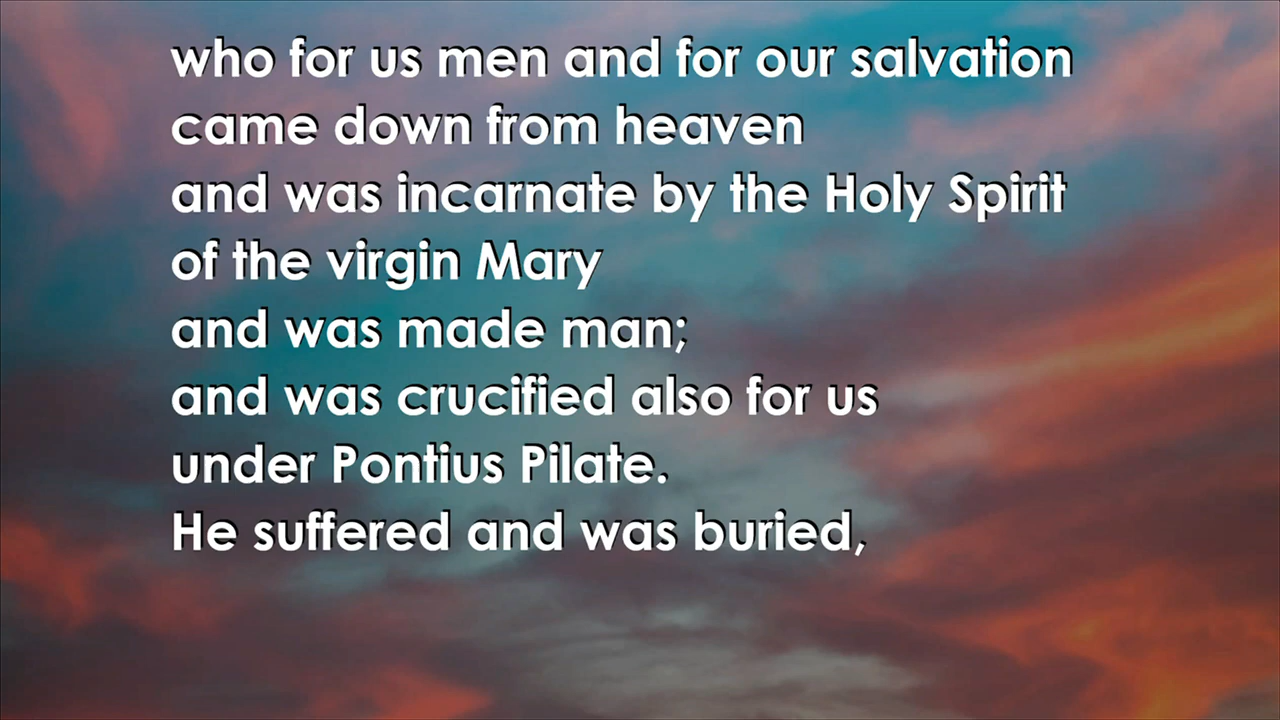 who for us men and for our salvation
came down from heaven
and was incarnate by the Holy Spirit
of the virgin Mary
and was made man;
and was crucified also for us
under Pontius Pilate.
He suffered and was buried,